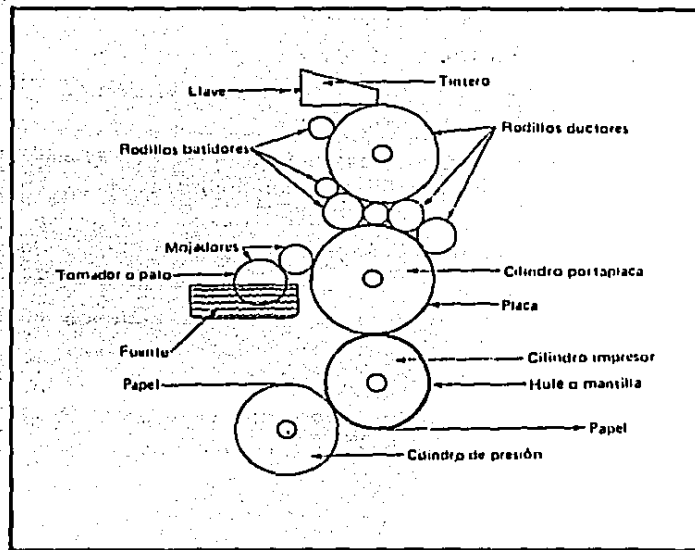 Tintero
Llave
Rodillos ductores
Rodillos batidores
Mojadores
Tomador o pato
Cilindro portaplaca
Placa
Fuente
Cilindro impresor
Papel
Hule o mantilla
Papel
Cilindro de presión